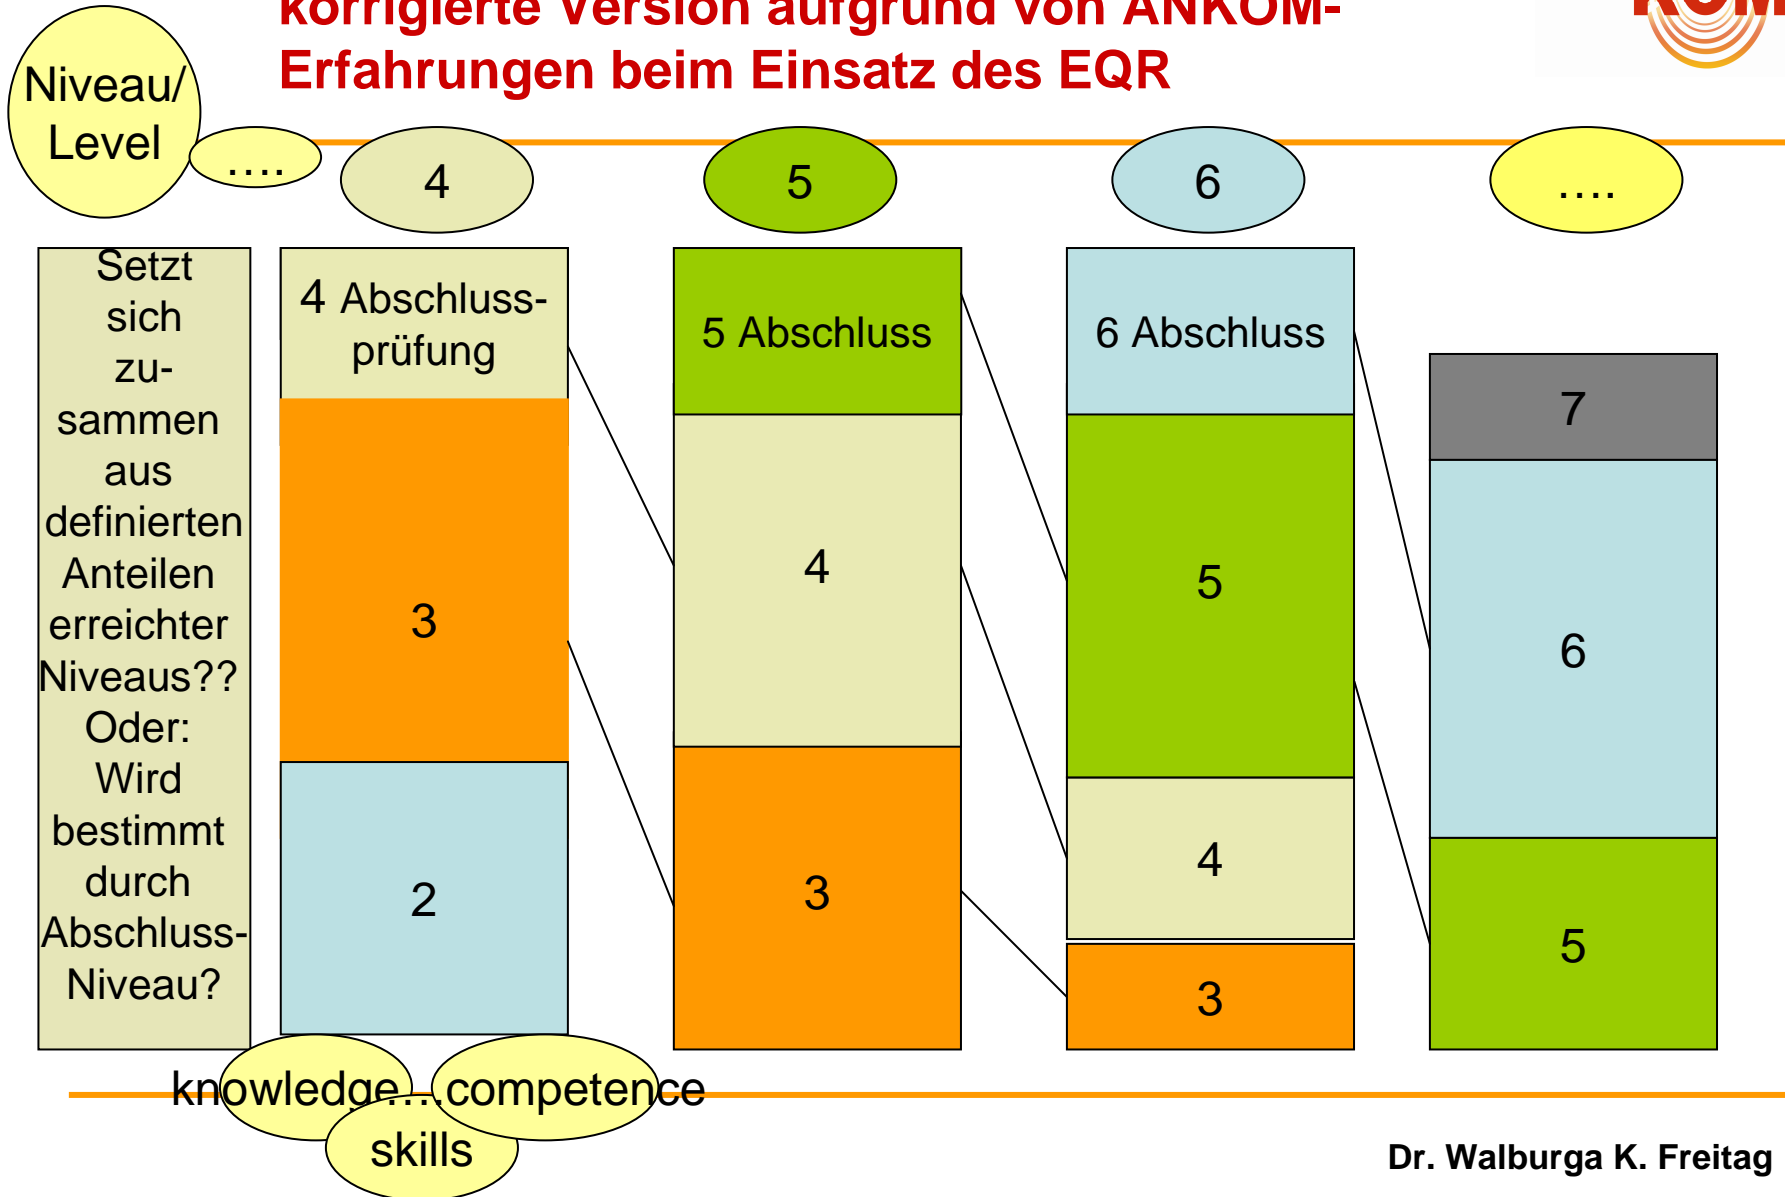 korrigierte Version aufgrund von ANKOM-
Erfahrungen beim Einsatz des EQR
KOM
Niveau/
Level
....
4
5
6
....
Setzt
sich
zu-
sammen
aus
definierten
Anteilen
erreichter
Niveaus??
Oder:
Wird
bestimmt
durch
Abschluss-
Niveau?
4 Abschluss-
prüfung
3
2
5 Abschluss
4
3
6 Abschluss
5
4
3
7
6
5
knowledge....competence
skills
Dr. Walburga K. Freitag